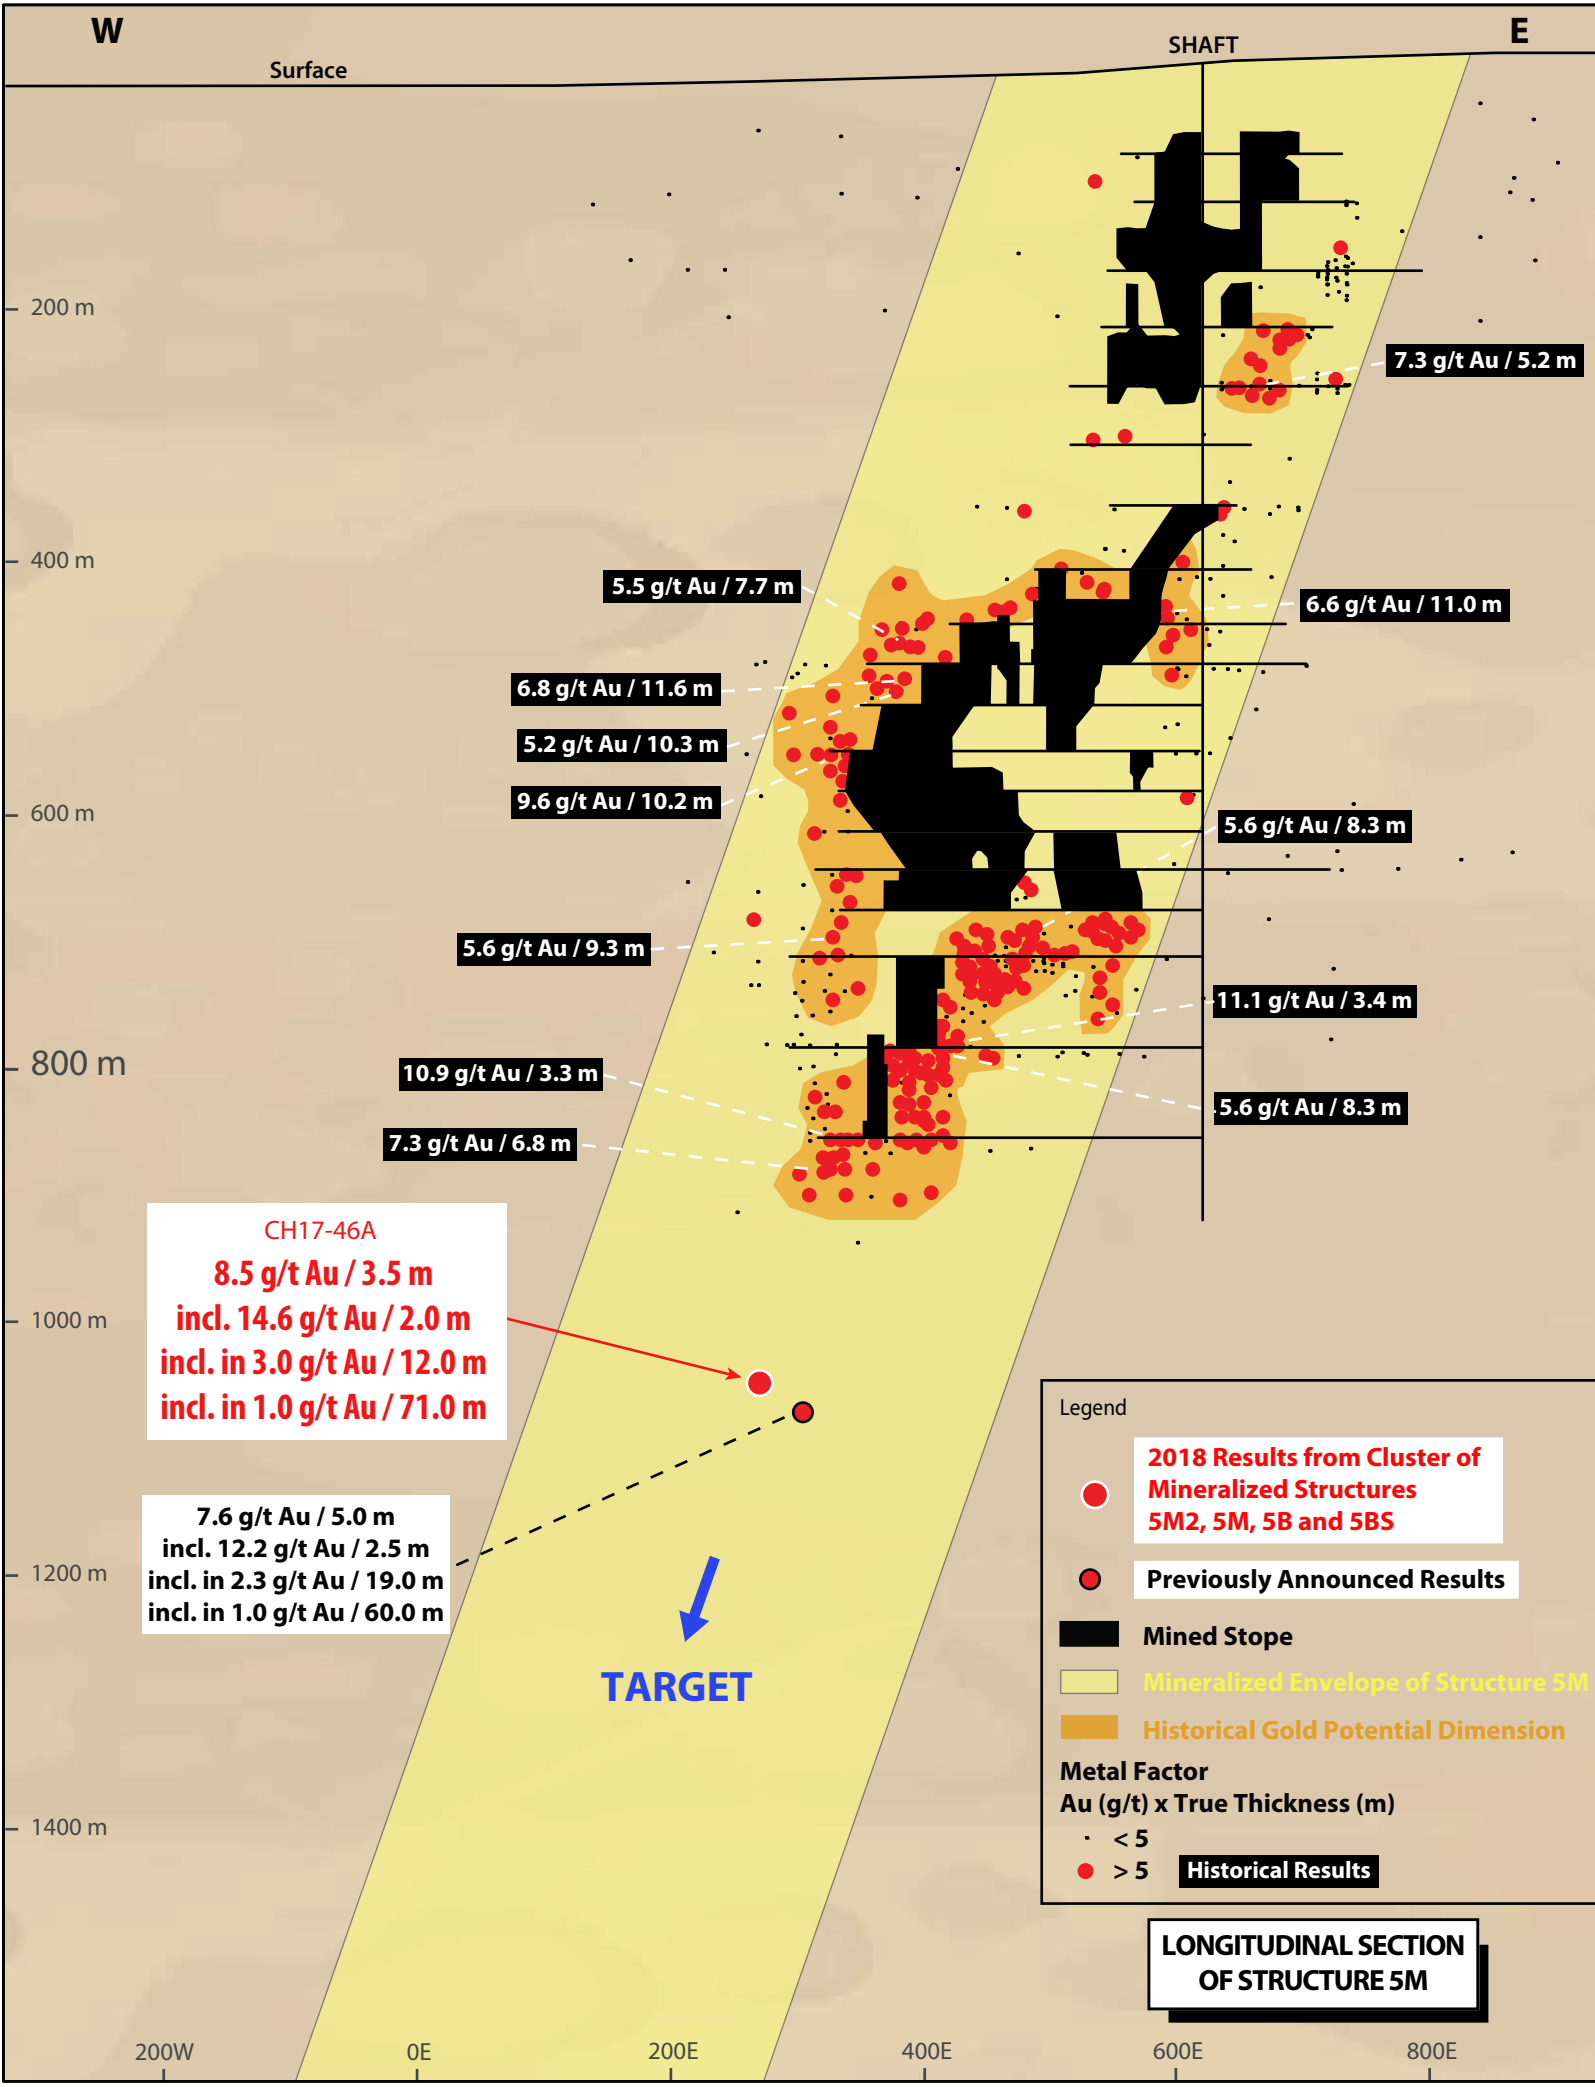 W
E
SHAFT
Surface
200 m
7.3 g/t Au / 5.2 m
400 m
5.5 g/t Au / 7.7 m
6.6 g/t Au / 11.0 m
6.8 g/t Au / 11.6 m
5.2 g/t Au / 10.3 m
9.6 g/t Au / 10.2 m
600 m
5.6 g/t Au / 8.3 m
5.6 g/t Au / 9.3 m
11.1 g/t Au / 3.4 m
800 m
10.9 g/t Au / 3.3 m
5.6 g/t Au / 8.3 m
7.3 g/t Au / 6.8 m
CH17-46A
8.5 g/t Au / 3.5 m
incl. 14.6 g/t Au / 2.0 m
incl. in 3.0 g/t Au / 12.0 m
incl. in 1.0 g/t Au / 71.0 m
1000 m
7.6 g/t Au / 5.0 m
incl. 12.2 g/t Au / 2.5 m
incl. in 2.3 g/t Au / 19.0 m
incl. in 1.0 g/t Au / 60.0 m
1200 m
TARGET
1400 m
Legend
2018 Results from Cluster of
Mineralized Structures
5M2, 5M, 5B and 5BS
Previously Announced Results
Mined Stope
Mineralized Envelope of Structure 5M
Historical Gold Potential Dimension
Metal Factor
Au (g/t) x True Thickness (m)
< 5
> 5 Historical Results
LONGITUDINAL SECTION
OF STRUCTURE 5M
200W
0E
200E
400E
600E
800E